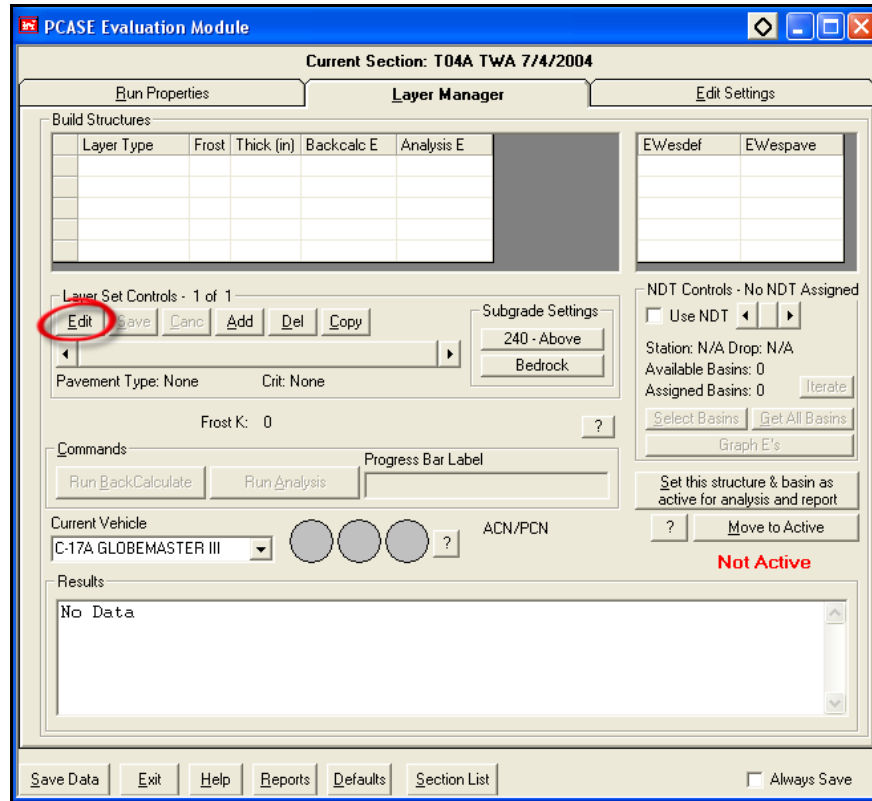 PCASE Evaluation Module
Current Section: T04A TWA 7/4/2004
Run Properties
Layer Manager
Edit Settings
Build Structures
Layer Type Frost Thick (in) Backcalc E Analysis E
EWesdef EWespave
Layer Set Controls - 1 of 1
Edit Save Canc Add Del Copy
Pavement Type: None Crit: None
Subgrade Settings
240 - Above
Bedrock
NDT Controls - No NDT Assigned
Use NDT
Station: N/A Drop: N/A
Available Basins: 0
Assigned Basins: 0 Iterate
Select Basins Get All Basins
Graph E's
Frost K: 0
?
Commands
Run BackCalculate Run Analysis
Progress Bar Label
Set this structure & basin as
active for analysis and report
? Move to Active
Not Active
Current Vehicle
C-17A GLOBEMASTER III
?
ACN/PCN
Results
No Data
Save Data Exit Help Reports Defaults Section List Always Save